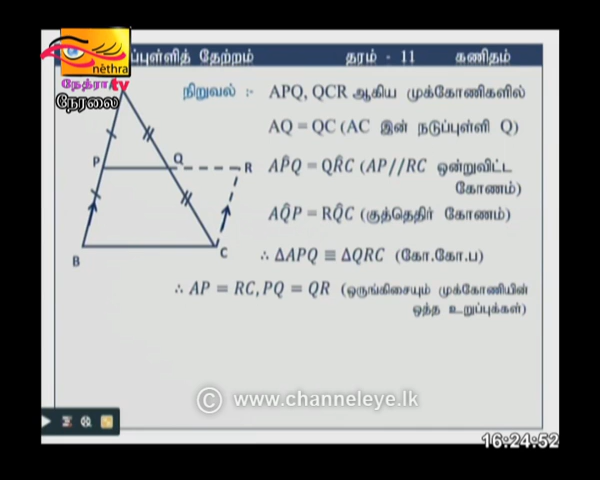 nēthra
நேத்ரா tv
நேரலை
புள்ளித் தேற்றம் தரம் - 11 கணிதம்
நிறுவல் :- APQ, QCR ஆகிய முக்கோணிகளில்
AQ = QC (AC இன் நடுப்புள்ளி Q)
AP̂Q = QR̂C (AP//RC ஒன்றுவிட்ட
கோணம்)
AQ̂P = RQ̂C (குத்தெதிர் கோணம்)
∴ ΔAPQ ≡ ΔQRC (கோ.கோ.ப)
∴ AP = RC, PQ = QR (ஒருங்கிசையும் முக்கோணியின்
ஒத்த உறுப்புக்கள்)
P
Q
R
B
C
© www.channeleye.lk
16:24:52